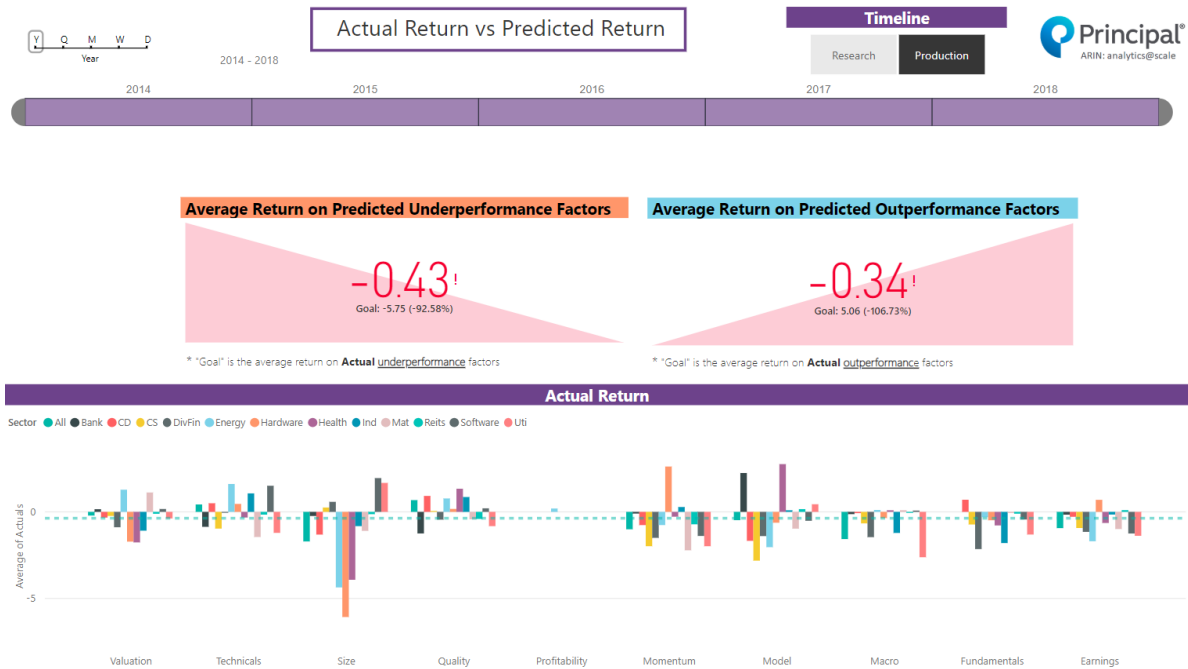 Actual Return vs Predicted Return
Timeline
Research Production
Principal®
ARIN: analytics@scale
Y Q M W D
Year
2014 - 2018
2014 2015 2016 2017 2018
Average Return on Predicted Underperformance Factors
-0.43!
Goal: -5.75 (-92.58%)
* "Goal" is the average return on Actual underperformance factors
Average Return on Predicted Outperformance Factors
-0.34!
Goal: 5.06 (-106.73%)
* "Goal" is the average return on Actual outperformance factors
Actual Return
Sector All Bank CD CS DivFin Energy Hardware Health Ind Mat Reits Software Uti
Average of Actuals
0
-5
Valuation Technicals Size Quality Profitability Momentum Model Macro Fundamentals Earnings